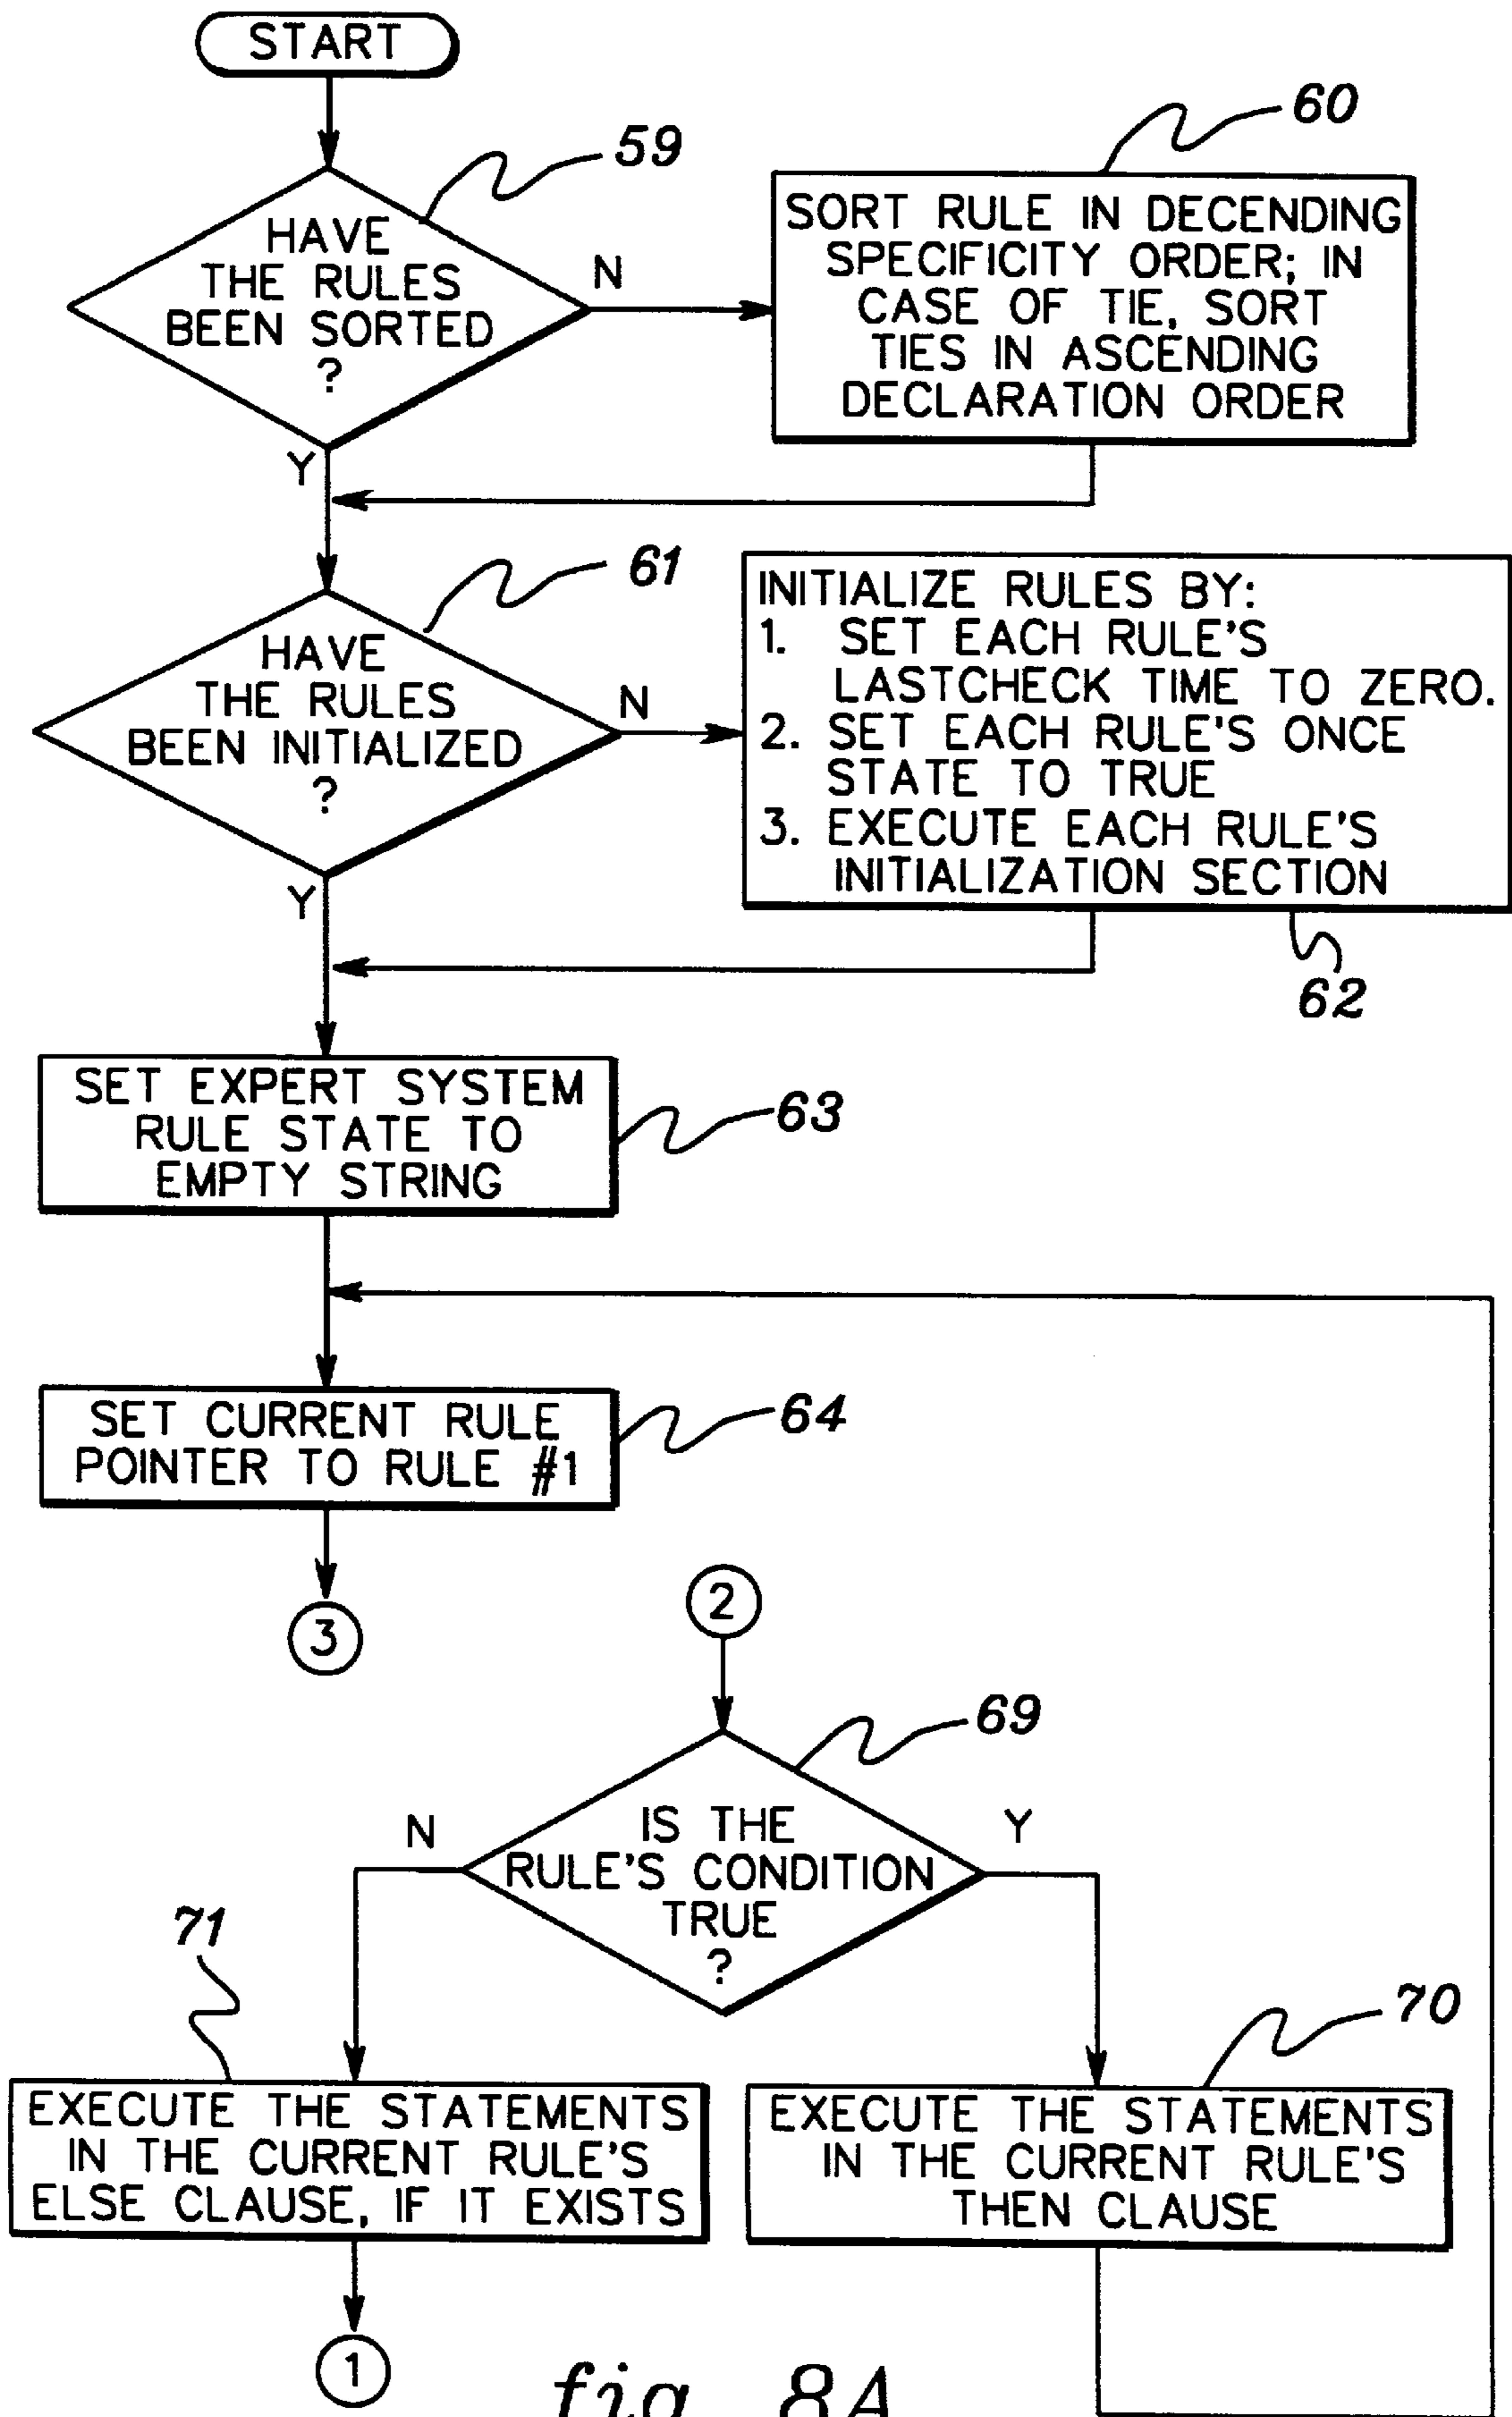 START
59
HAVE
THE RULES
BEEN SORTED
?
N
Y
60
SORT RULE IN DECENDING
SPECIFICITY ORDER; IN
CASE OF TIE, SORT
TIES IN ASCENDING
DECLARATION ORDER
61
HAVE
THE RULES
BEEN INITIALIZED
?
N
Y
INITIALIZE RULES BY:
1. SET EACH RULE'S
LASTCHECK TIME TO ZERO.
2. SET EACH RULE'S ONCE
STATE TO TRUE
3. EXECUTE EACH RULE'S
INITIALIZATION SECTION
62
SET EXPERT SYSTEM
RULE STATE TO
EMPTY STRING
63
SET CURRENT RULE
POINTER TO RULE #1
64
3
2
69
IS THE
RULE'S CONDITION
TRUE
?
N
Y
71
70
EXECUTE THE STATEMENTS
IN THE CURRENT RULE'S
ELSE CLAUSE, IF IT EXISTS
EXECUTE THE STATEMENTS
IN THE CURRENT RULE'S
THEN CLAUSE
1
fig. 8A